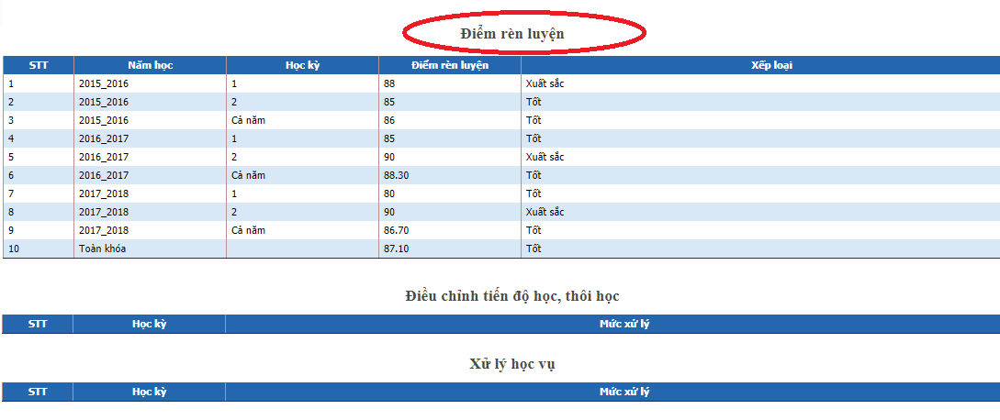 Điểm rèn luyện
STT Năm học Học kỳ Điểm rèn luyện Xếp loại
1 2015_2016 1 88 Xuất sắc
2 2015_2016 2 85 Tốt
3 2015_2016 Cả năm 86 Tốt
4 2016_2017 1 85 Tốt
5 2016_2017 2 90 Xuất sắc
6 2016_2017 Cả năm 88.30 Tốt
7 2017_2018 1 80 Tốt
8 2017_2018 2 90 Xuất sắc
9 2017_2018 Cả năm 86.70 Tốt
10 Toàn khóa 87.10 Tốt
Điều chỉnh tiến độ học, thôi học
STT Học kỳ Mức xử lý
Xử lý học vụ
STT Học kỳ Mức xử lý